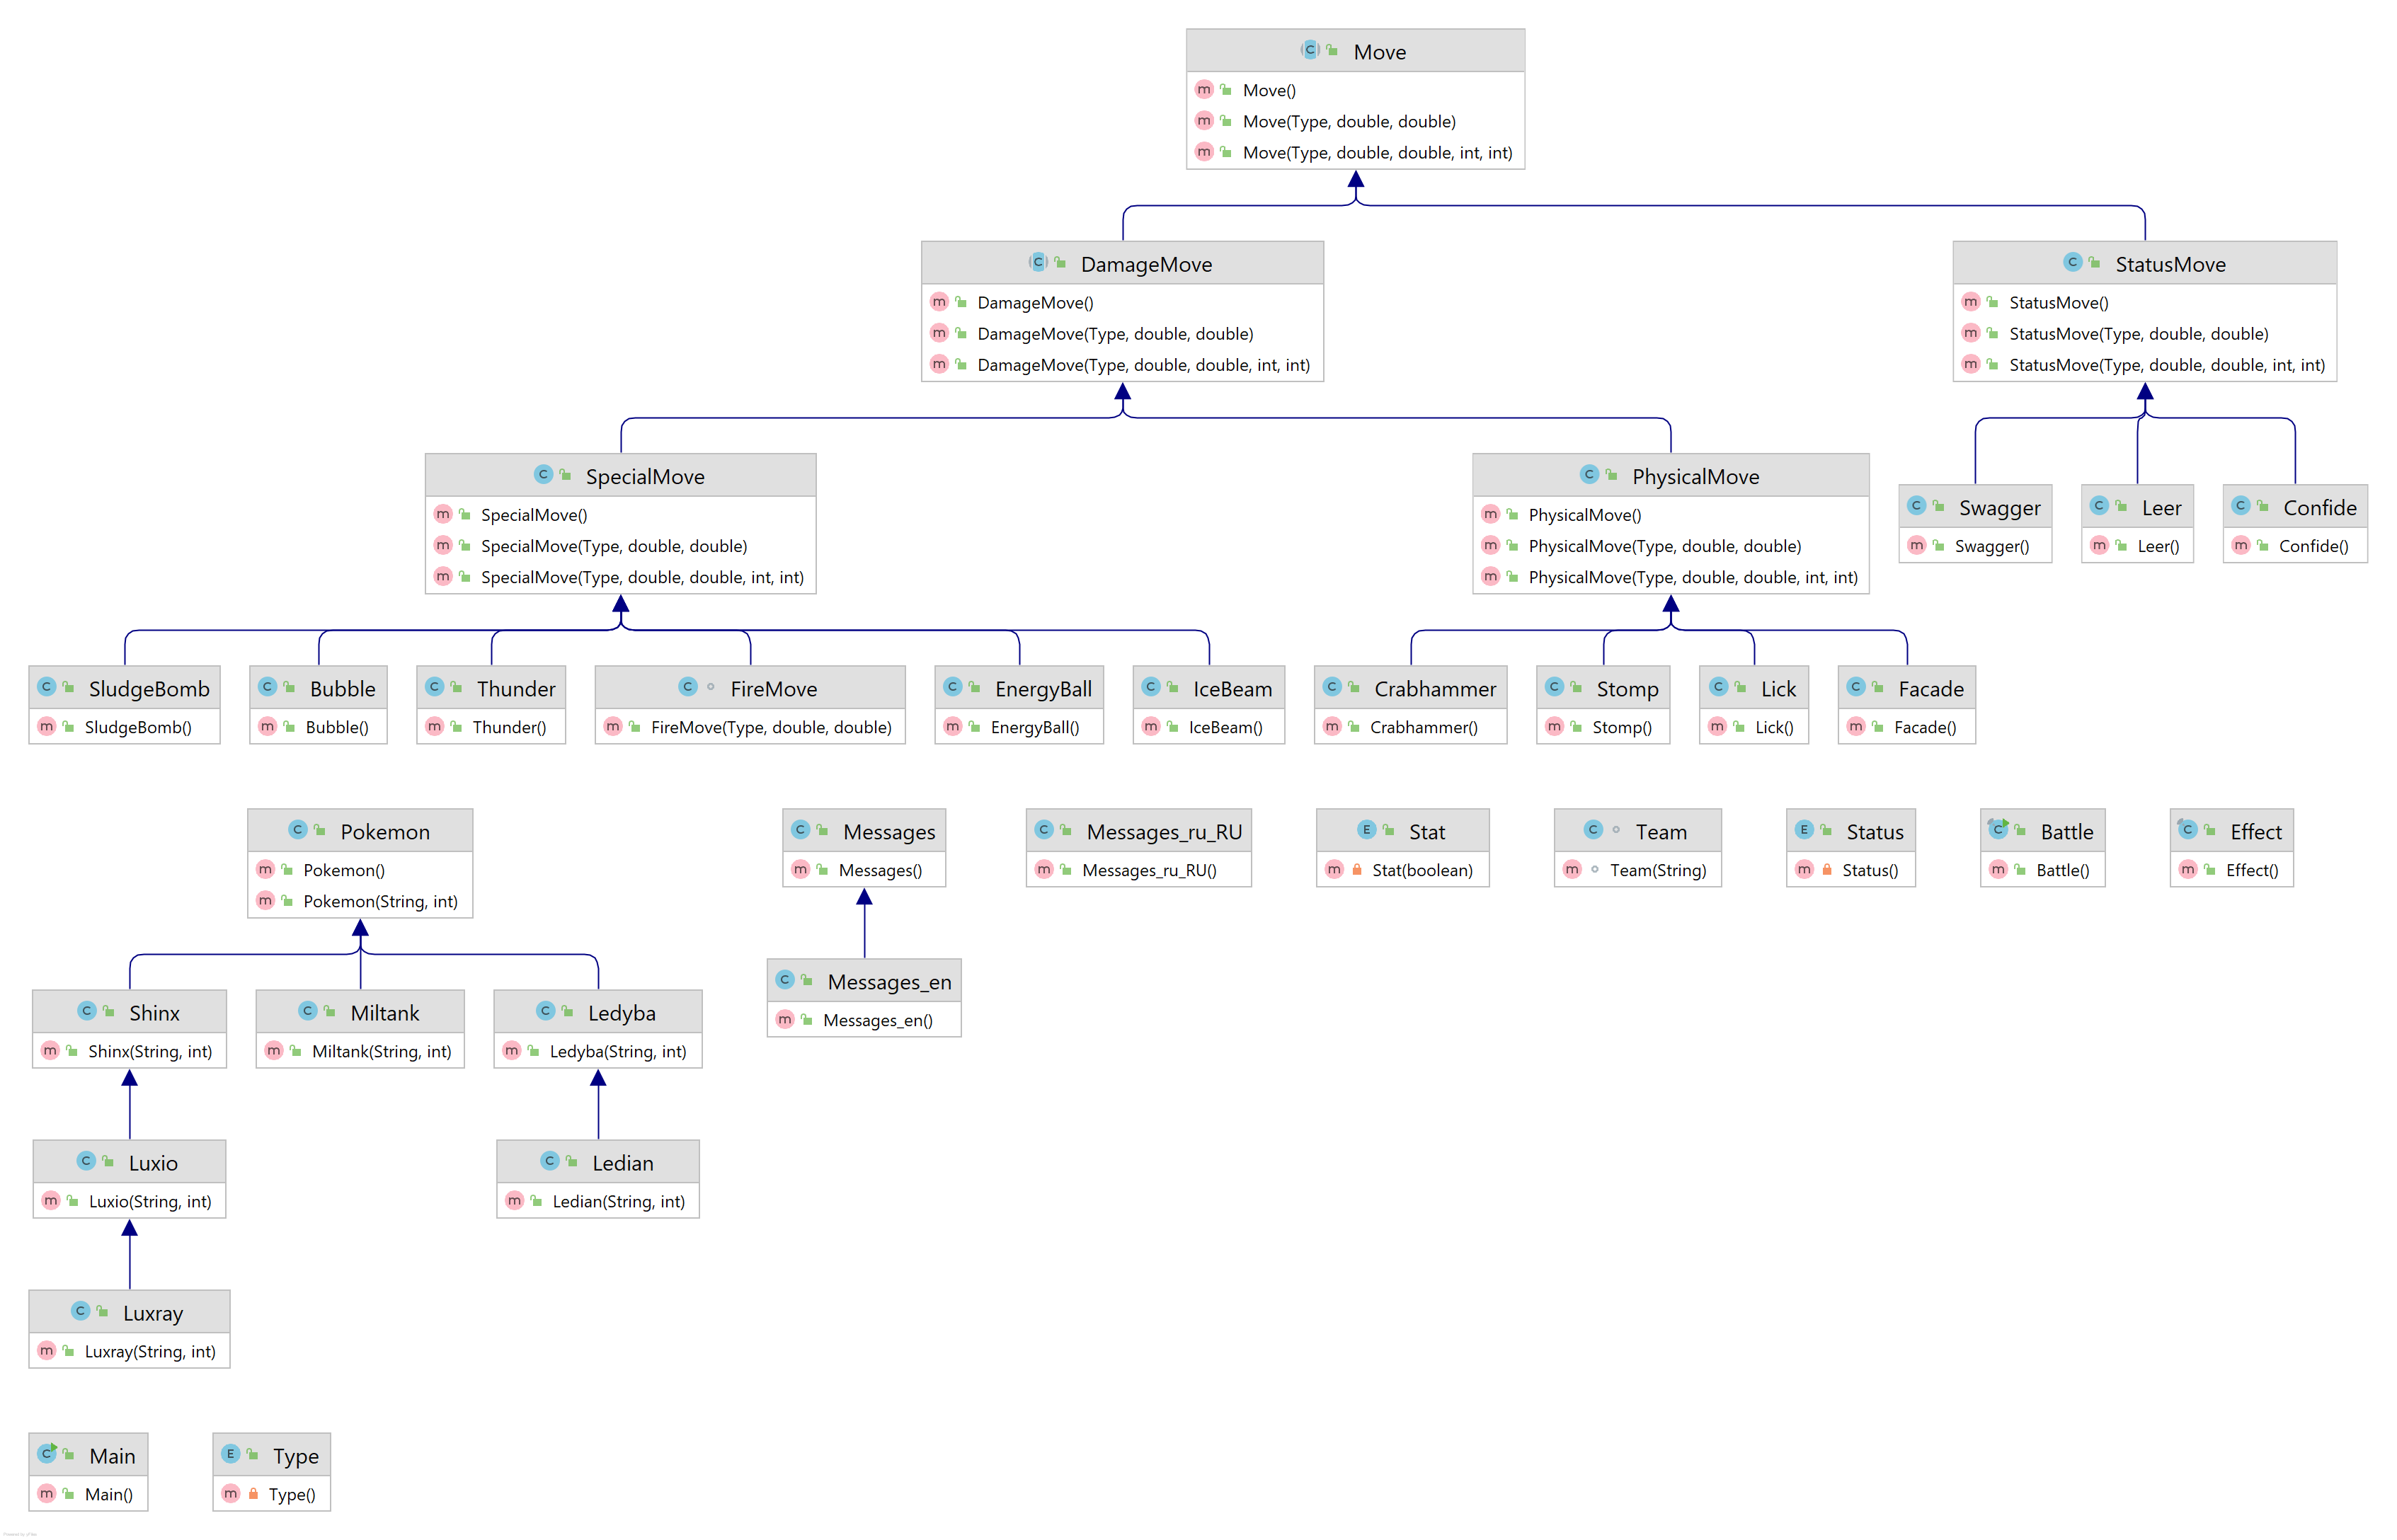 Move
Move()
Move(Type, double, double)
Move(Type, double, double, int, int)
DamageMove
DamageMove()
DamageMove(Type, double, double)
DamageMove(Type, double, double, int, int)
StatusMove
StatusMove()
StatusMove(Type, double, double)
StatusMove(Type, double, double, int, int)
SpecialMove
SpecialMove()
SpecialMove(Type, double, double)
SpecialMove(Type, double, double, int, int)
PhysicalMove
PhysicalMove()
PhysicalMove(Type, double, double)
PhysicalMove(Type, double, double, int, int)
Swagger
Swagger()
Leer
Leer()
Confide
Confide()
SludgeBomb
SludgeBomb()
Bubble
Bubble()
Thunder
Thunder()
FireMove
FireMove(Type, double, double)
EnergyBall
EnergyBall()
IceBeam
IceBeam()
Crabhammer
Crabhammer()
Stomp
Stomp()
Lick
Lick()
Facade
Facade()
Pokemon
Pokemon()
Pokemon(String, int)
Messages
Messages()
Messages_ru_RU
Messages_ru_RU()
Stat
Stat(boolean)
Team
Team(String)
Status
Status()
Battle
Battle()
Effect
Effect()
Shinx
Shinx(String, int)
Miltank
Miltank(String, int)
Ledyba
Ledyba(String, int)
Messages_en
Messages_en()
Luxio
Luxio(String, int)
Ledian
Ledian(String, int)
Luxray
Luxray(String, int)
Main
Main()
Type
Type()